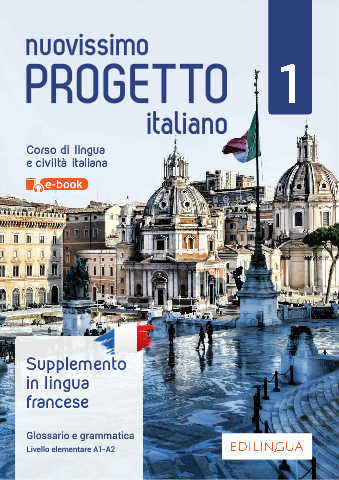 nuovissimo
PROGETTO
italiano
1
Corso di lingua
e civiltà italiana
e-book
Supplemento
in lingua
francese
Glossario e grammatica
Livello elementare A1-A2
EDILINGUA